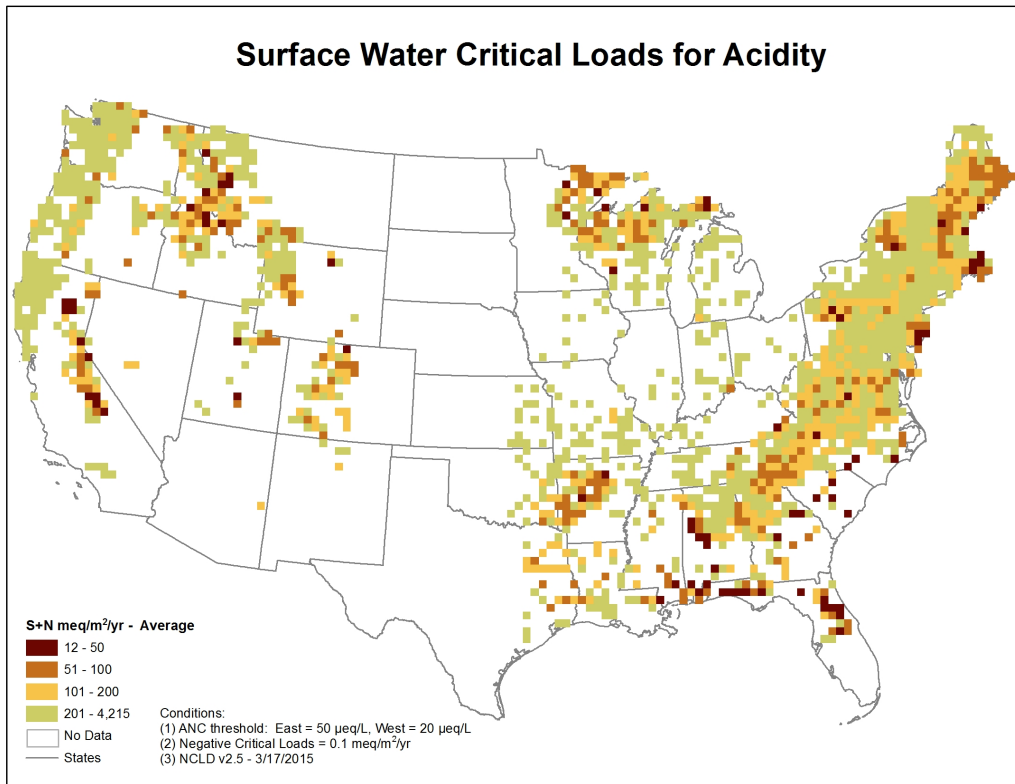 Surface Water Critical Loads for Acidity
S+N meq/m²/yr - Average
12 - 50
51 - 100
101 - 200
201 - 4,215
No Data
States
Conditions:
(1) ANC threshold:  East = 50 µeq/L, West = 20 µeq/L
(2) Negative Critical Loads = 0.1 meq/m²/yr
(3) NCLD v2.5 - 3/17/2015